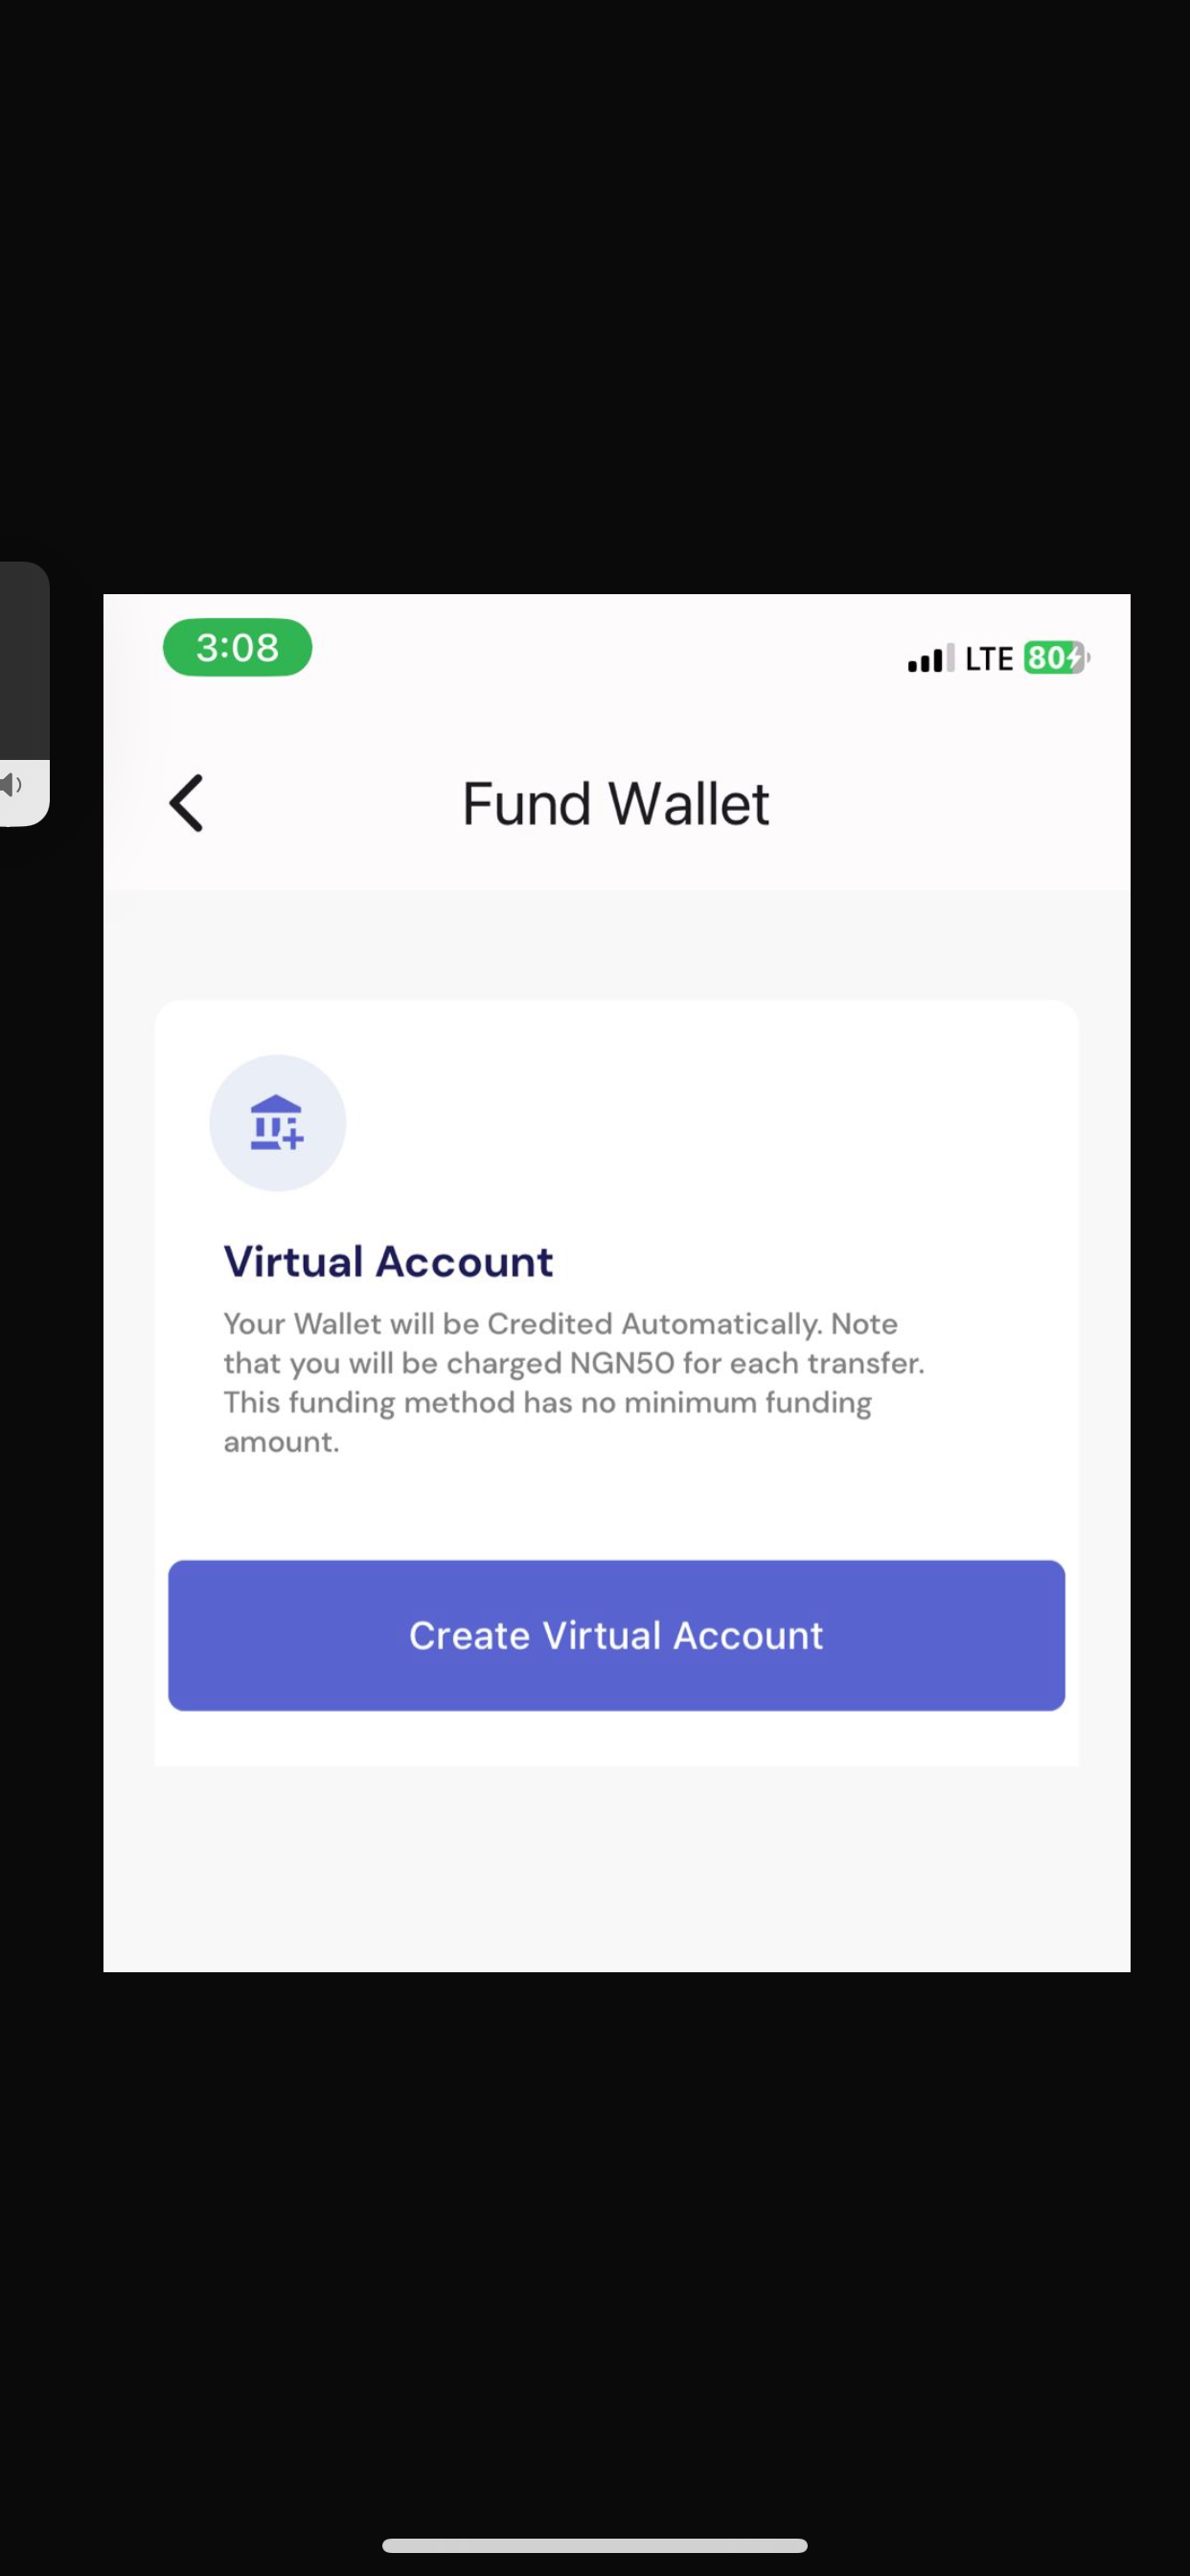 3:08
LTE 80
Fund Wallet
Virtual Account
Your Wallet will be Credited Automatically. Note
that you will be charged NGN50 for each transfer.
This funding method has no minimum funding
amount.
Create Virtual Account